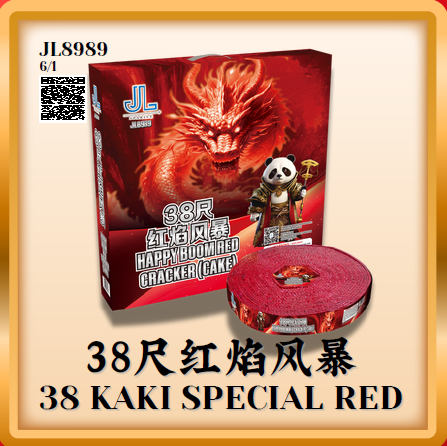 JL8989
6/1
JL
JL8989
38尺
红焰风暴
HAPPY BOOM RED
CRACKER (CAKE)
38尺红焰风暴
38 KAKI SPECIAL RED